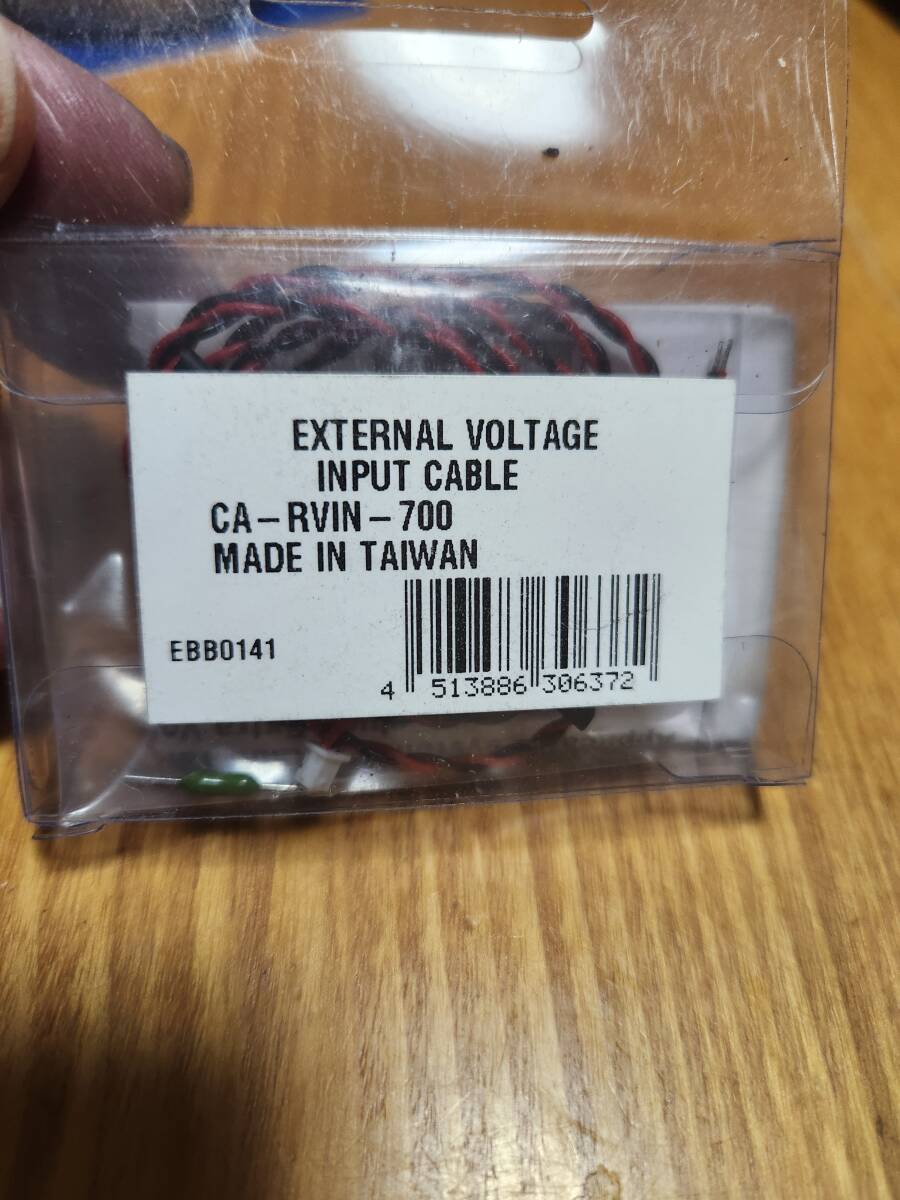 EXTERNAL VOLTAGE
INPUT CABLE
CA-RVIN-700
MADE IN TAIWAN
EBB0141
4 513886 306372